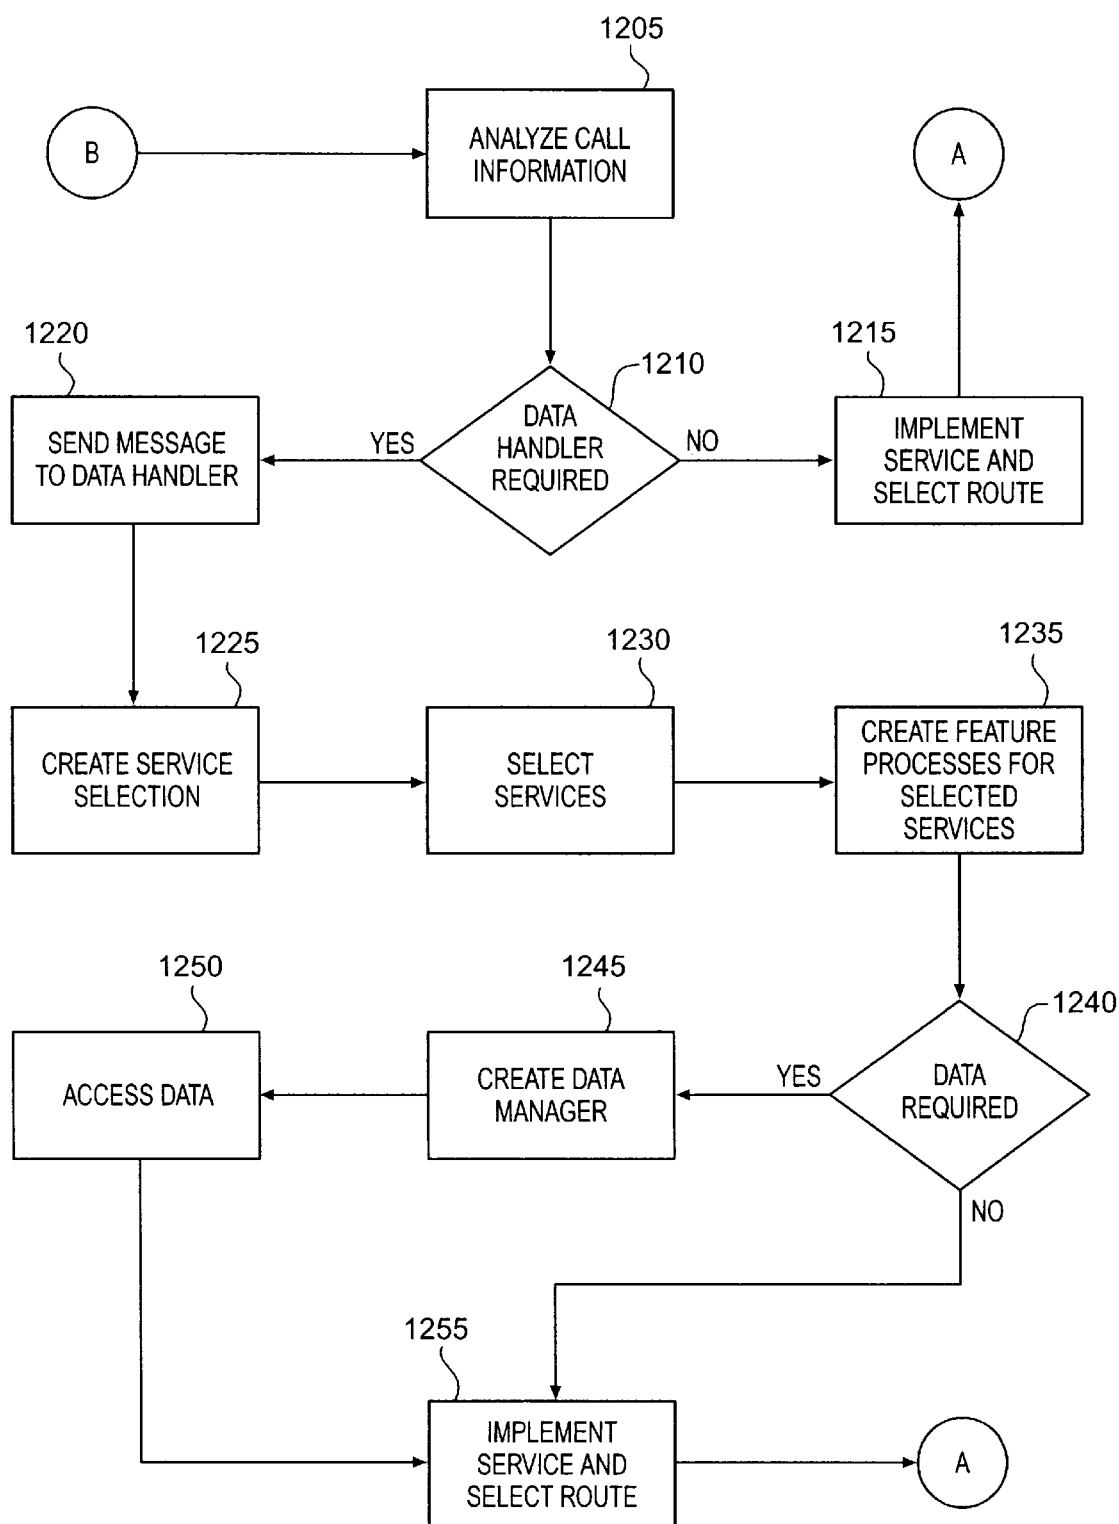 1205
B
ANALYZE CALL
INFORMATION
A
1220
1210
1215
SEND MESSAGE
TO DATA HANDLER
YES
DATA
HANDLER
REQUIRED
NO
IMPLEMENT
SERVICE AND
SELECT ROUTE
1225
1230
1235
CREATE SERVICE
SELECTION
SELECT
SERVICES
CREATE FEATURE
PROCESSES FOR
SELECTED
SERVICES
1250
1245
1240
ACCESS DATA
CREATE DATA
MANAGER
YES
DATA
REQUIRED
NO
1255
IMPLEMENT
SERVICE AND
SELECT ROUTE
A